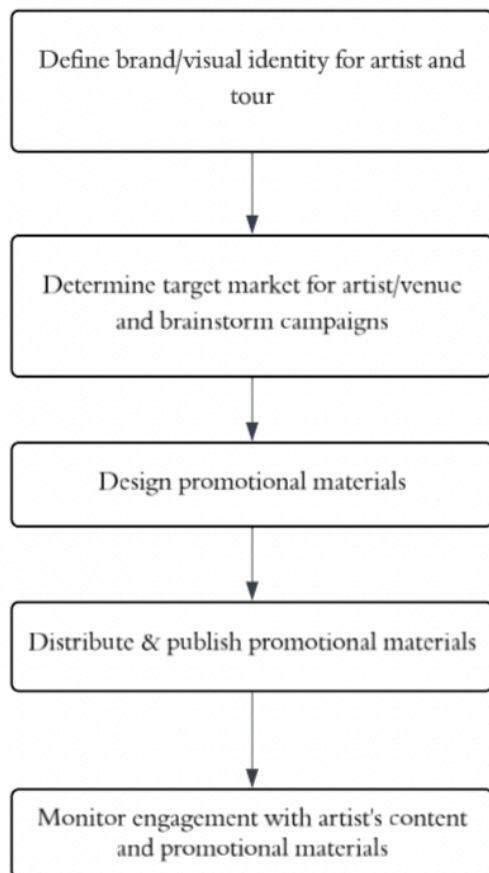 Define brand/visual identity for artist and
tour
Determine target market for artist/venue
and brainstorm campaigns
Design promotional materials
Distribute & publish promotional materials
Monitor engagement with artist's content
and promotional materials